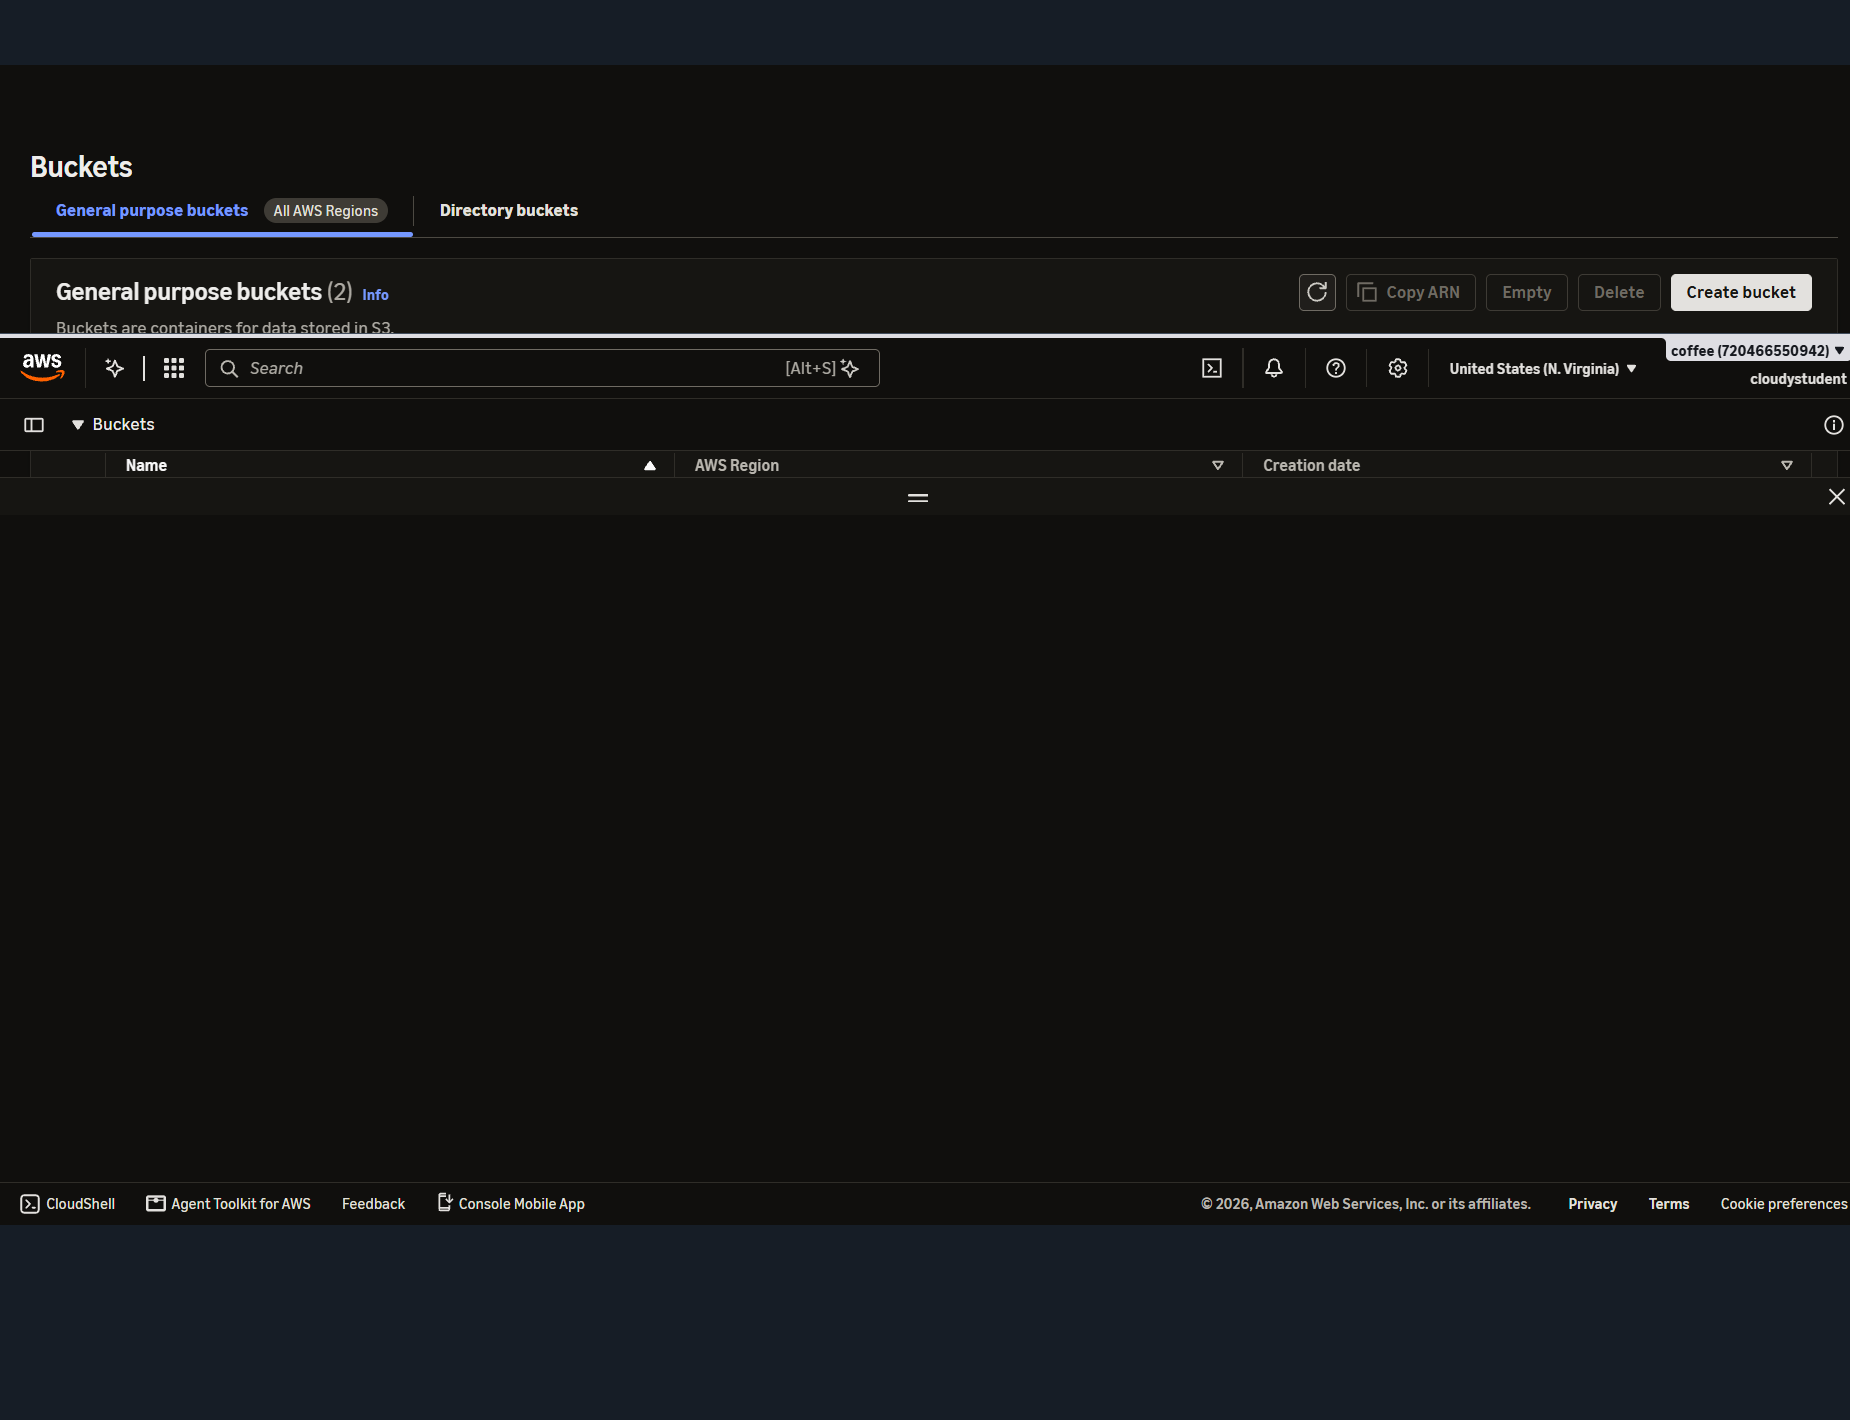 Buckets
General purpose buckets All AWS Regions Directory buckets
General purpose buckets (2) Info
Copy ARN Empty Delete Create bucket
Buckets are containers for data stored in S3.
aws Search [Alt+S] United States (N. Virginia) coffee (720466550942)
cloudystudent
Buckets
Name AWS Region Creation date
CloudShell Agent Toolkit for AWS Feedback Console Mobile App © 2026, Amazon Web Services, Inc. or its affiliates. Privacy Terms Cookie preferences